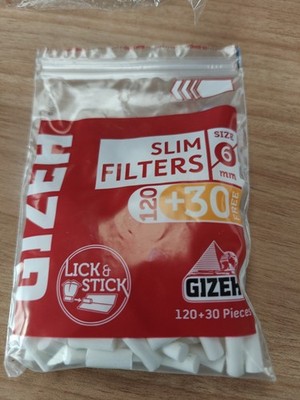 GIZEH
SLIM
FILTERS
SIZE
6
mm
120
+30
FREE
LICK &
STICK
GIZEH
120+30 Pieces